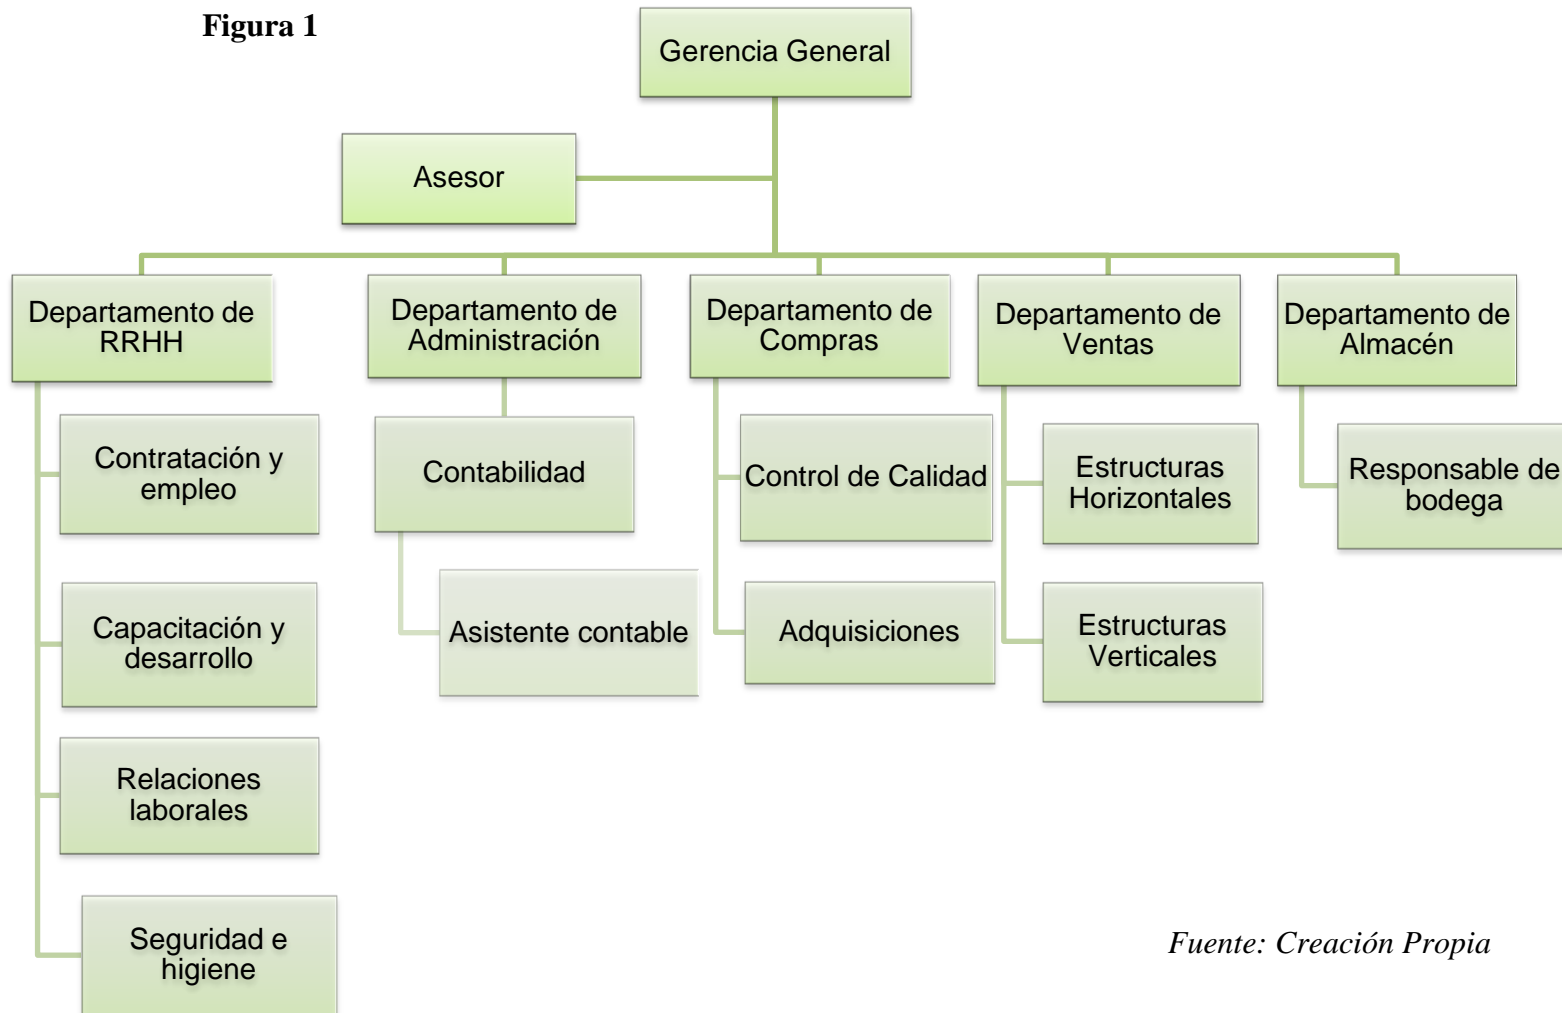 Figura 1
Gerencia General
Asesor
Departamento de
RRHH
Departamento de
Administración
Departamento de
Compras
Departamento de
Ventas
Departamento de
Almacén
Contratación y
empleo
Capacitación y
desarrollo
Relaciones
laborales
Seguridad e
higiene
Contabilidad
Asistente contable
Control de Calidad
Adquisiciones
Estructuras
Horizontales
Estructuras
Verticales
Responsable de
bodega
Fuente: Creación Propia